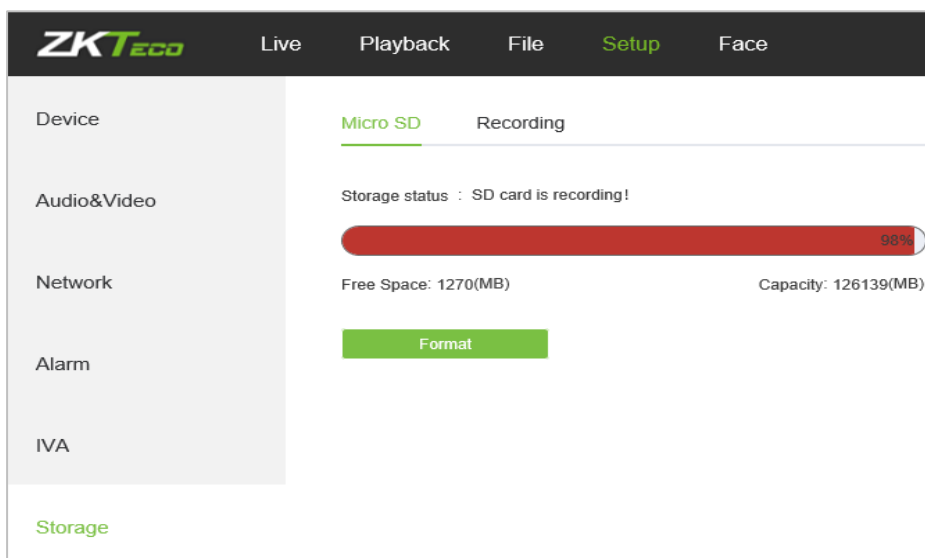 ZKTeco Live Playback File Setup Face
Device
Micro SD Recording
Audio&Video
Storage status : SD card is recording!
98%
Network
Free Space: 1270(MB) Capacity: 126139(MB)
Format
Alarm
IVA
Storage